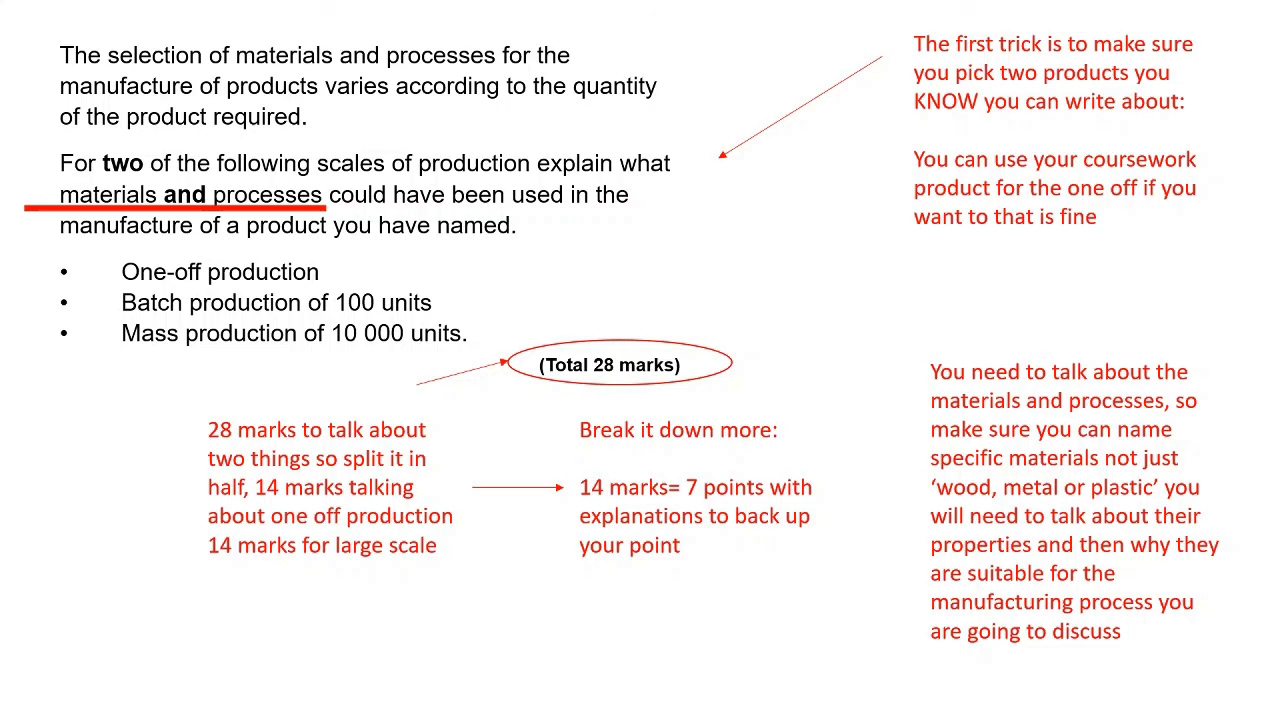 The selection of materials and processes for the
manufacture of products varies according to the quantity
of the product required.
For two of the following scales of production explain what
materials and processes could have been used in the
manufacture of a product you have named.
• One-off production
• Batch production of 100 units
• Mass production of 10 000 units.
(Total 28 marks)
The first trick is to make sure
you pick two products you
KNOW you can write about:
You can use your coursework
product for the one off if you
want to that is fine
28 marks to talk about
two things so split it in
half, 14 marks talking
about one off production
14 marks for large scale
Break it down more:
14 marks= 7 points with
explanations to back up
your point
You need to talk about the
materials and processes, so
make sure you can name
specific materials not just
‘wood, metal or plastic’ you
will need to talk about their
properties and then why they
are suitable for the
manufacturing process you
are going to discuss